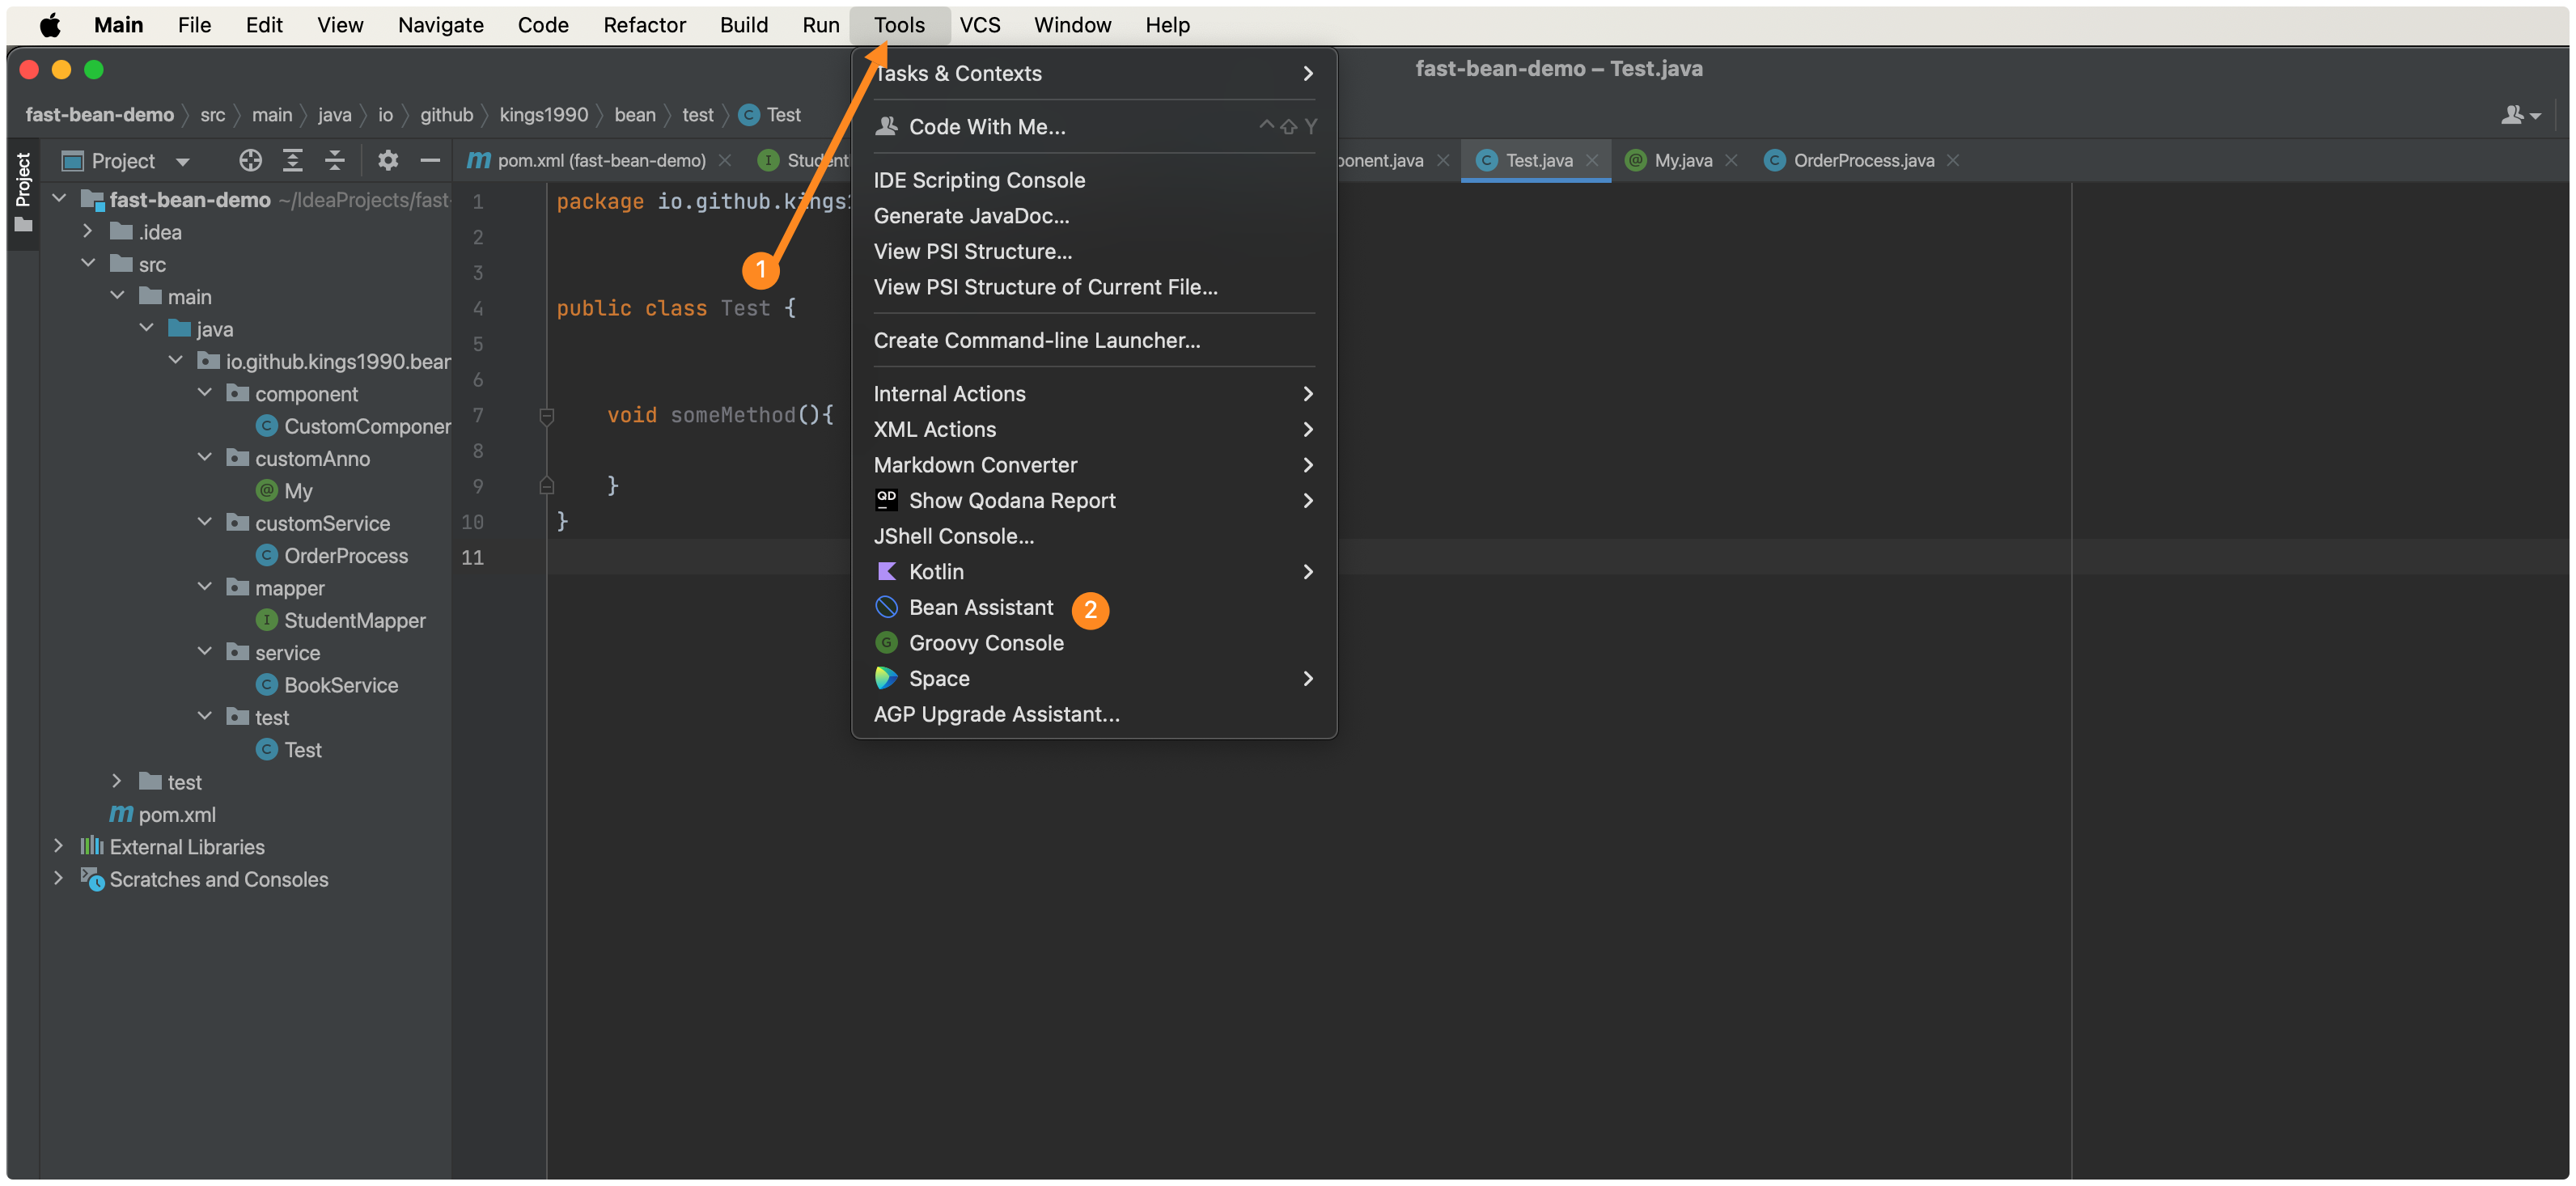 Main File Edit View Navigate Code Refactor Build Run Tools VCS Window Help
fast-bean-demo – Test.java
fast-bean-demo src main java io github kings1990 bean test C Test
Project
Project
m pom.xml (fast-bean-demo) I Student ponent.java C Test.java @ My.java C OrderProcess.java
fast-bean-demo ~/IdeaProjects/fast-
.idea
src
main
java
io.github.kings1990.bean
component
C CustomComponen
customAnno
@ My
customService
C OrderProcess
mapper
I StudentMapper
service
C BookService
test
C Test
test
m pom.xml
External Libraries
Scratches and Consoles
1 package io.github.kings1
2
3
4 public class Test {
5
6
7 void someMethod(){
8
9 }
10 }
11
1
Tasks & Contexts
Code With Me... ^⇧Y
IDE Scripting Console
Generate JavaDoc...
View PSI Structure...
View PSI Structure of Current File...
Create Command-line Launcher...
Internal Actions
XML Actions
Markdown Converter
QD Show Qodana Report
JShell Console...
Kotlin
Bean Assistant 2
G Groovy Console
Space
AGP Upgrade Assistant...